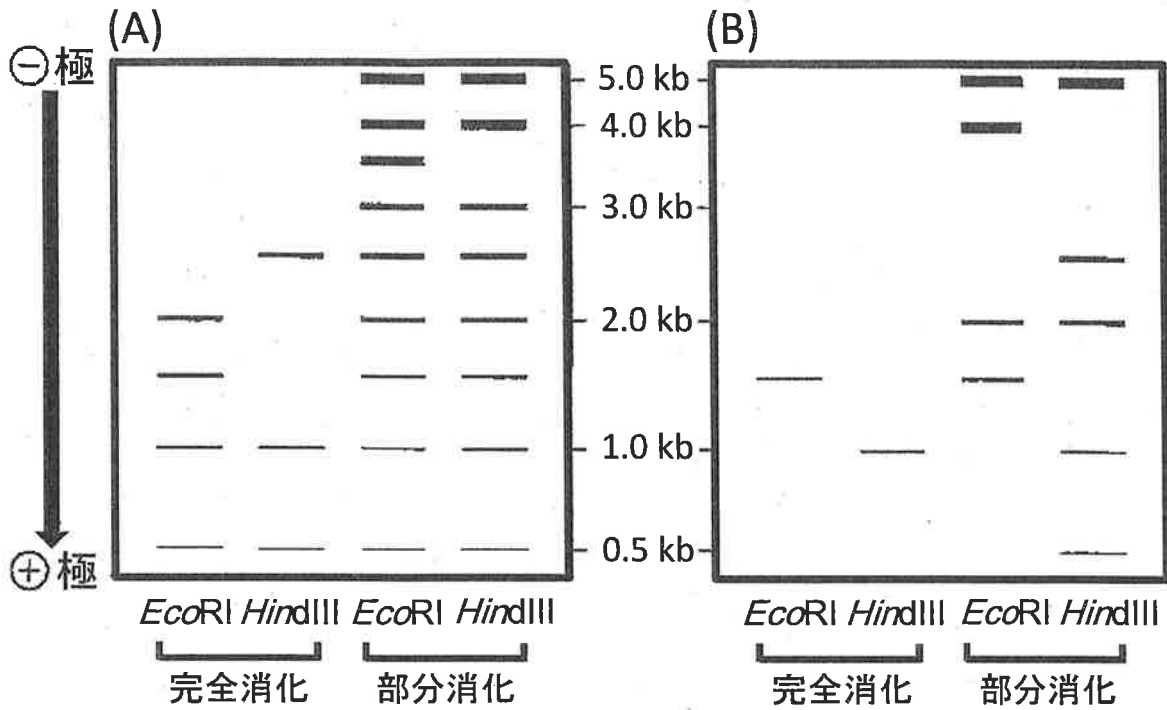 (A)
(B)
⊖極
5.0 kb
4.0 kb
3.0 kb
2.0 kb
1.0 kb
0.5 kb
⊕極
EcoRI HindIII EcoRI HindIII
EcoRI HindIII EcoRI HindIII
完全消化 部分消化
完全消化 部分消化